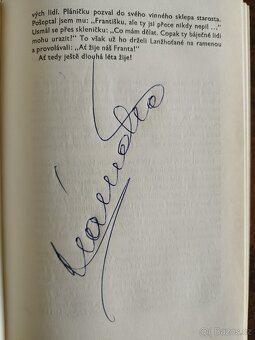 vých lidí. Pláničku pozval do svého vinného sklepa starosta.
Pošeptal jsem mu: „Františku, ale ty jsi přece nikdy nepil ...“
Usmál se přes skleničku: „Co mám dělat. Copak ty báječné lidi
mohu urazit?“ To však už ho drželi Lanžhoťané na ramenou
a provolávali: „Ať žije náš Franta!“
Ať tedy ještě dlouhá léta žije!